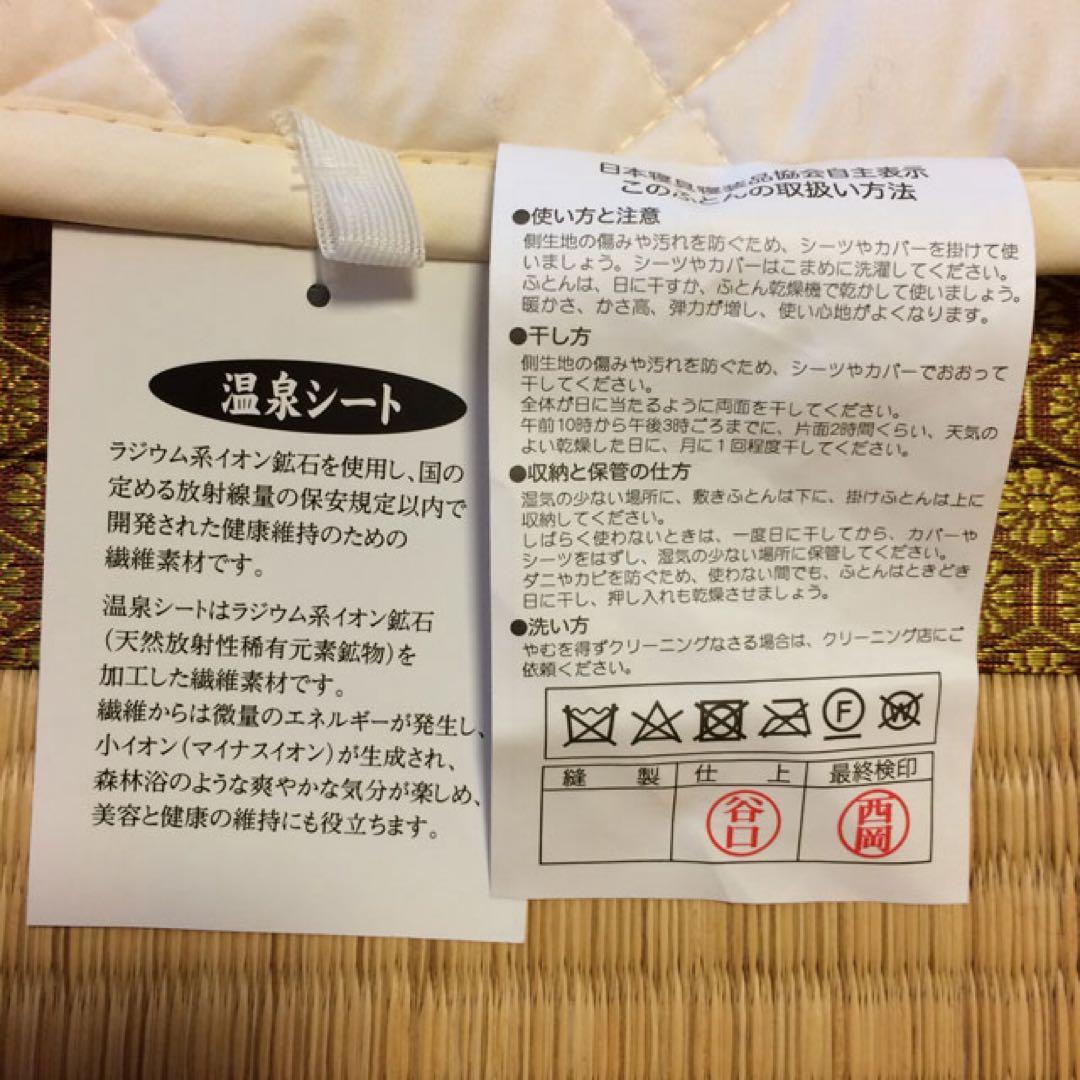 温泉シート
ラジウム系イオン鉱石を使用し、国の
定める放射線量の保安規定以内で
開発された健康維持のための
繊維素材です。
温泉シートはラジウム系イオン鉱石
(天然放射性稀有元素鉱物)を
加工した繊維素材です。
繊維からは微量のエネルギーが発生し、
小イオン(マイナスイオン)が生成され、
森林浴のような爽やかな気分が楽しめ、
美容と健康の維持にも役立ちます。
日本寝具寝装品協会自主表示
このふとんの取扱い方法
●使い方と注意
側生地の傷みや汚れを防ぐため、シーツやカバーを掛けて使
いましょう。シーツやカバーはこまめに洗濯してください。
ふとんは、日に干すか、ふとん乾燥機で乾かして使いましょう。
暖かさ、かさ高、弾力が増し、使い心地がよくなります。
●干し方
側生地の傷みや汚れを防ぐため、シーツやカバーでおおって
干してください。
全体が日に当たるように両面を干してください。
午前10時から午後3時ごろまでに、片面2時間くらい、天気の
よい乾燥した日に、月に1回程度干してください。
●収納と保管の仕方
湿気の少ない場所に、敷きふとんは下に、掛けふとんは上に
収納してください。
しばらく使わないときは、一度日に干してから、カバーや
シーツをはずし、湿気の少ない場所に保管してください。
ダニやカビを防ぐため、使わない間でも、ふとんはときどき
日に干し、押し入れも乾燥させましょう。
●洗い方
やむを得ずクリーニングなさる場合は、クリーニング店にご
依頼ください。
F W
縫製 仕上 最終検印
谷口 西岡